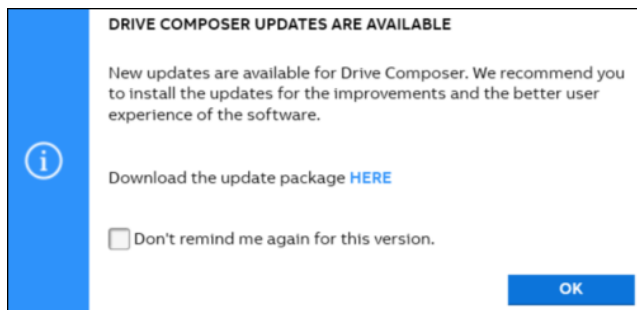 DRIVE COMPOSER UPDATES ARE AVAILABLE
New updates are available for Drive Composer. We recommend you
to install the updates for the improvements and the better user
experience of the software.
Download the update package HERE
Don't remind me again for this version.
OK